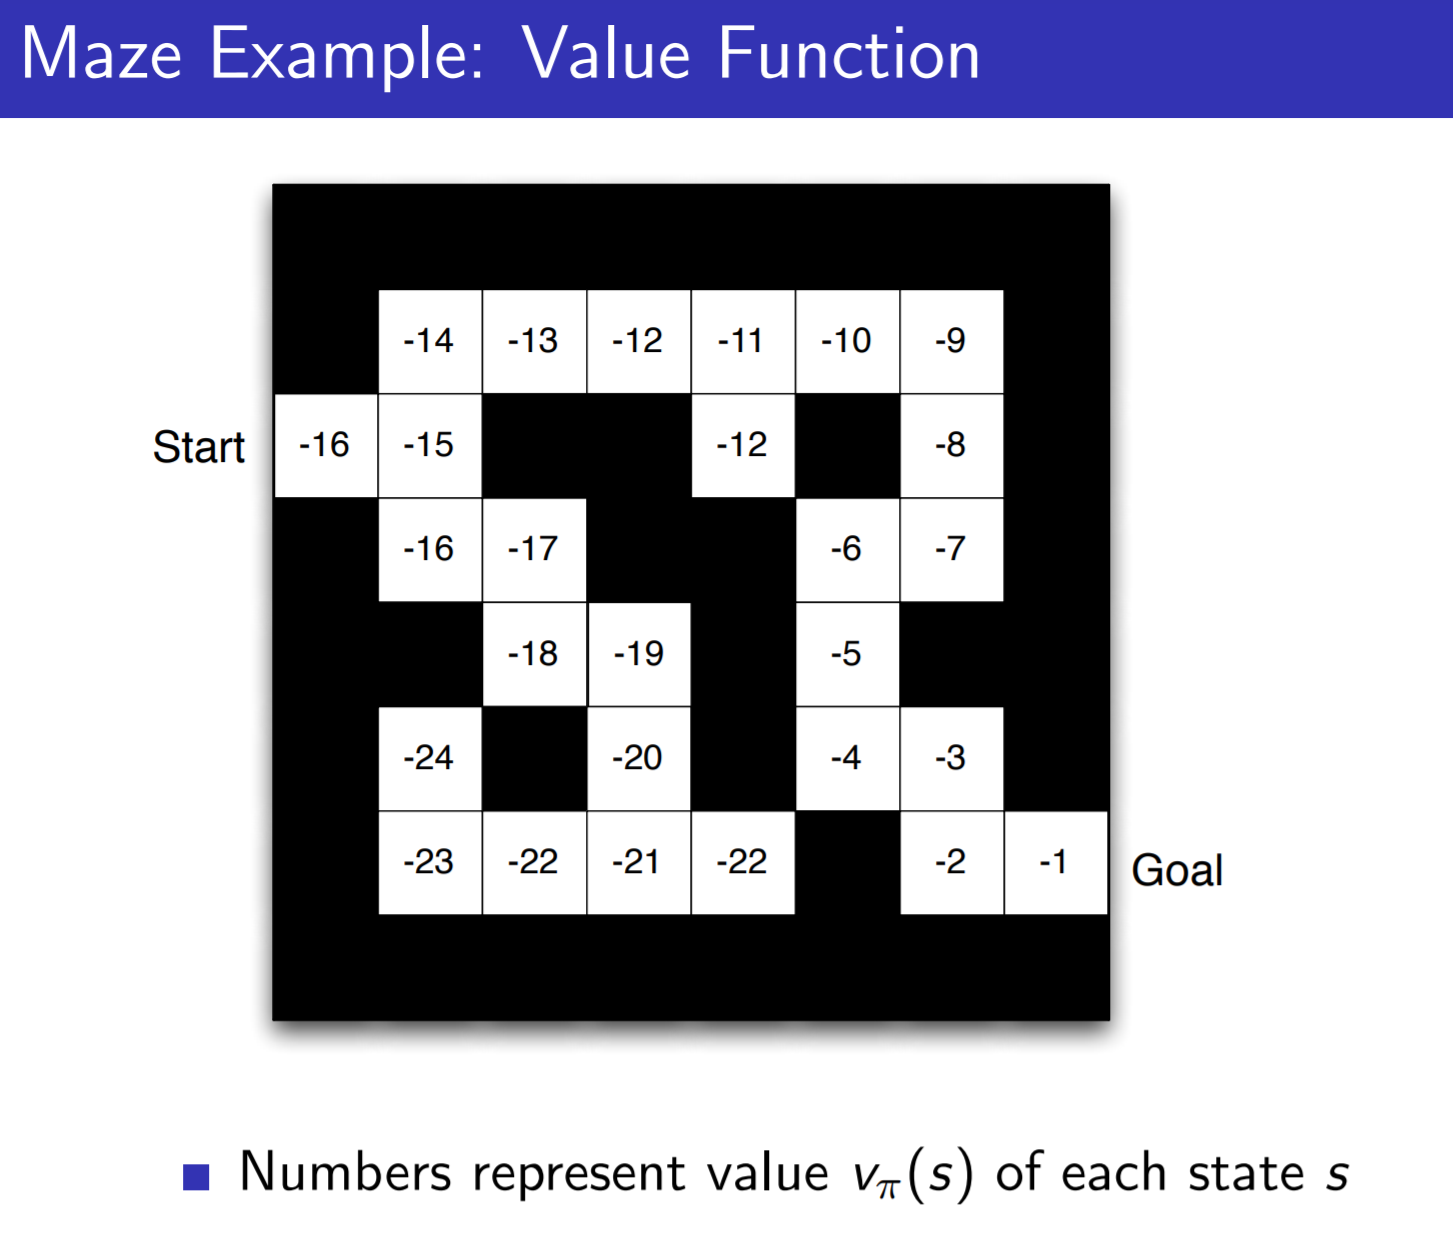 Maze Example: Value Function
-14 -13 -12 -11 -10 -9
Start -16 -15 -12 -8
-16 -17 -6 -7
-18 -19 -5
-24 -20 -4 -3
-23 -22 -21 -22 -2 -1 Goal
Numbers represent value vπ(s) of each state s